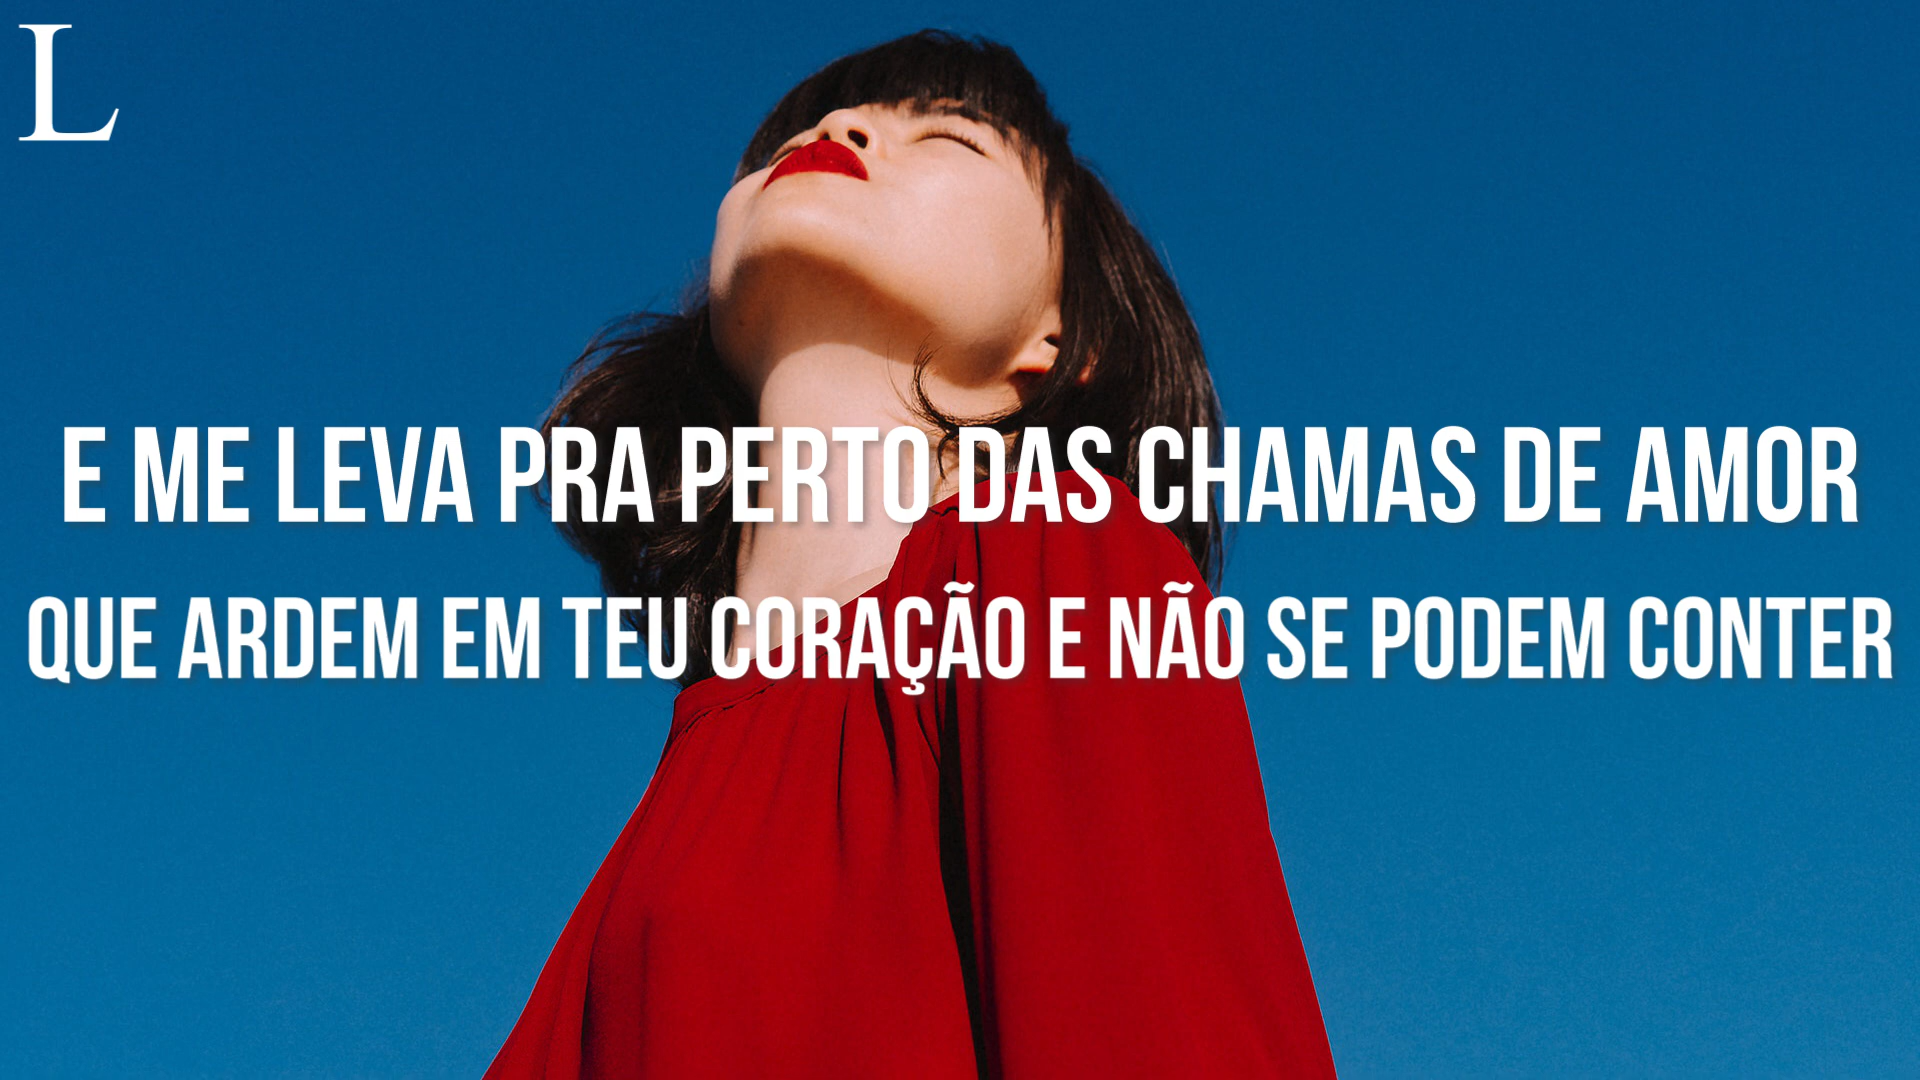 L
E ME LEVA PRA PERTO DAS CHAMAS DE AMOR
QUE ARDEM EM TEU CORAÇÃO E NÃO SE PODEM CONTER